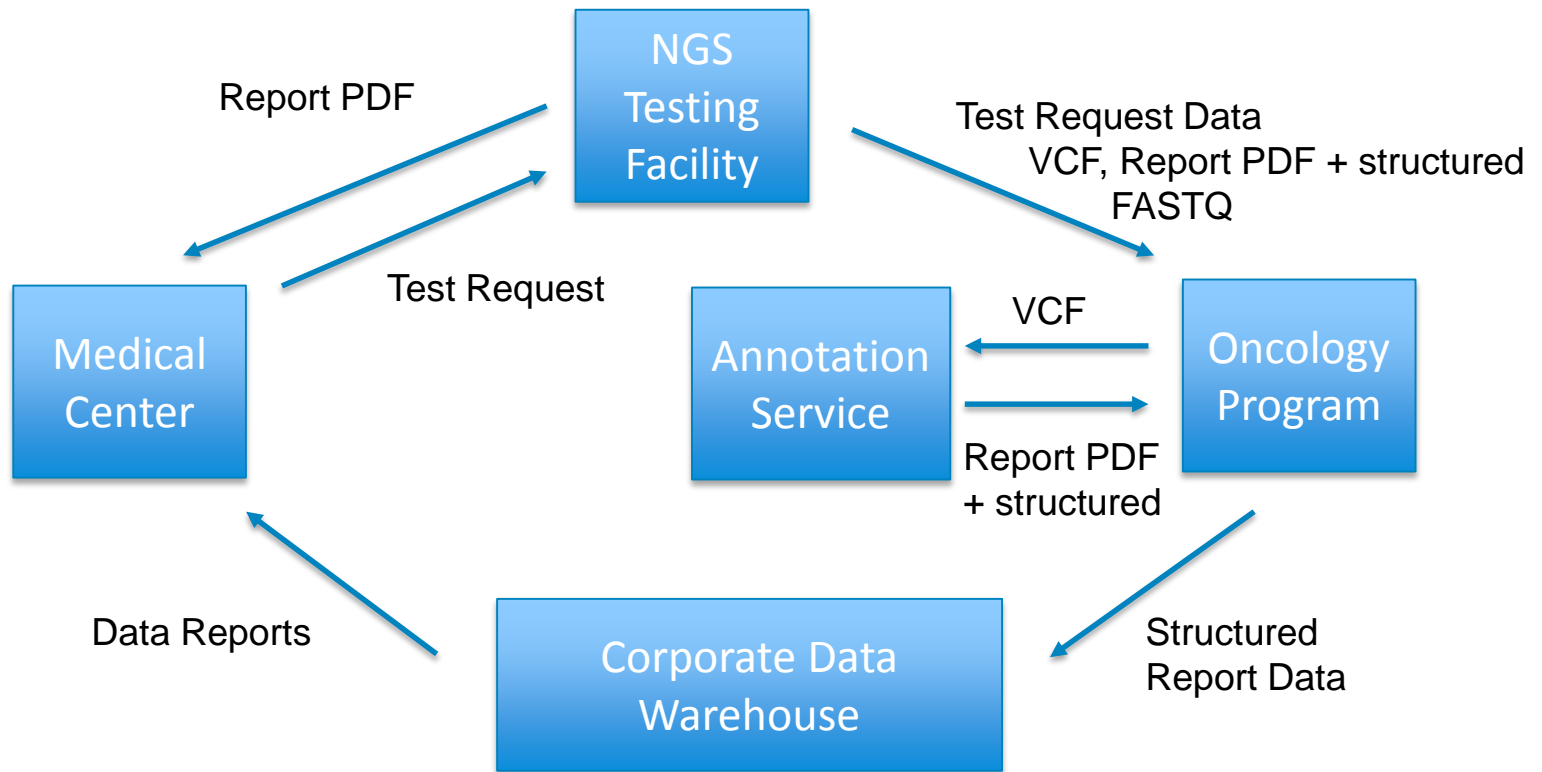 NGS
Testing
Facility
Report PDF
Test Request Data
VCF, Report PDF + structured
FASTQ
Test Request
Medical
Center
Annotation
Service
VCF
Oncology
Program
Report PDF
+ structured
Data Reports
Corporate Data
Warehouse
Structured
Report Data